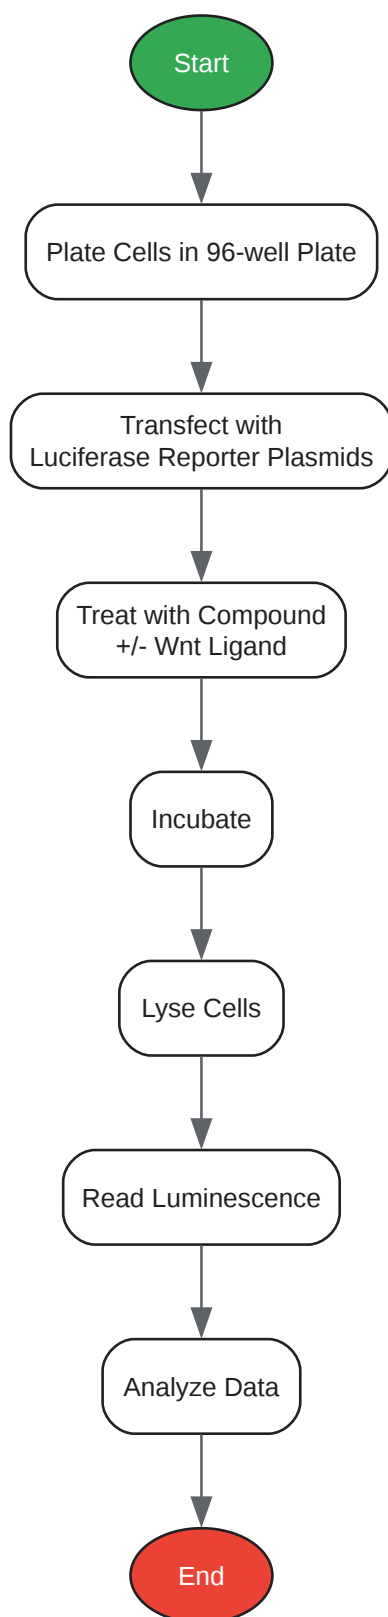 Start
Plate Cells in 96-well Plate
Transfect with
Luciferase Reporter Plasmids
Treat with Compound
+/- Wnt Ligand
Incubate
Lyse Cells
Read Luminescence
Analyze Data
End